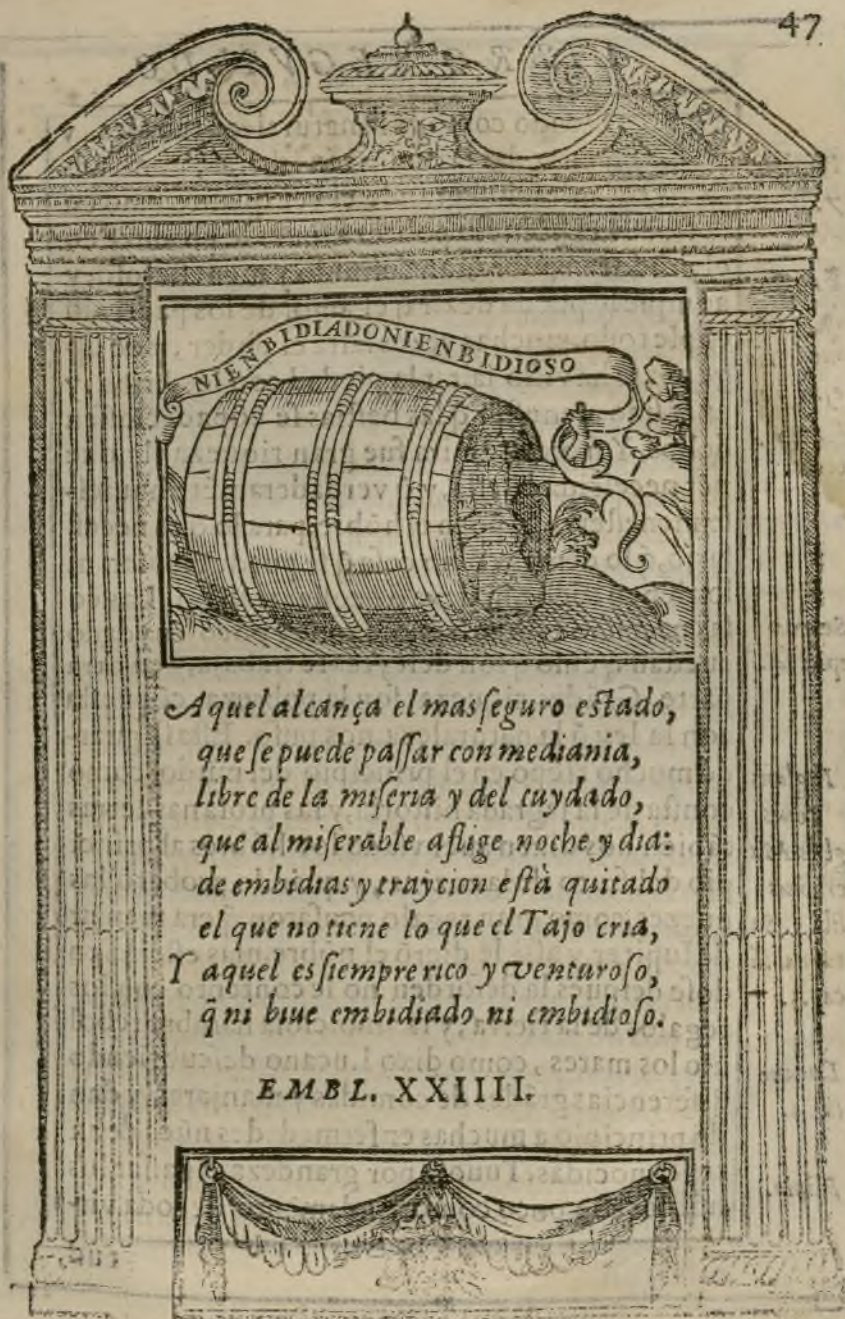 47
NIENBIDIADONIENBIDIOSO
Aquel alcança el mas ſeguro eſtado,
que ſe puede paſſar con mediania,
libre de la miſeria y del cuydado,
que al miſerable aflige noche y dia:
de embidias y traycion eſtà quitado
el que no tiene lo que el Tajo cria,
Y aquel es ſiempre rico y venturoſo,
q̃ ni biue embidiado ni embidioſo.
EMBL. XXIIII.